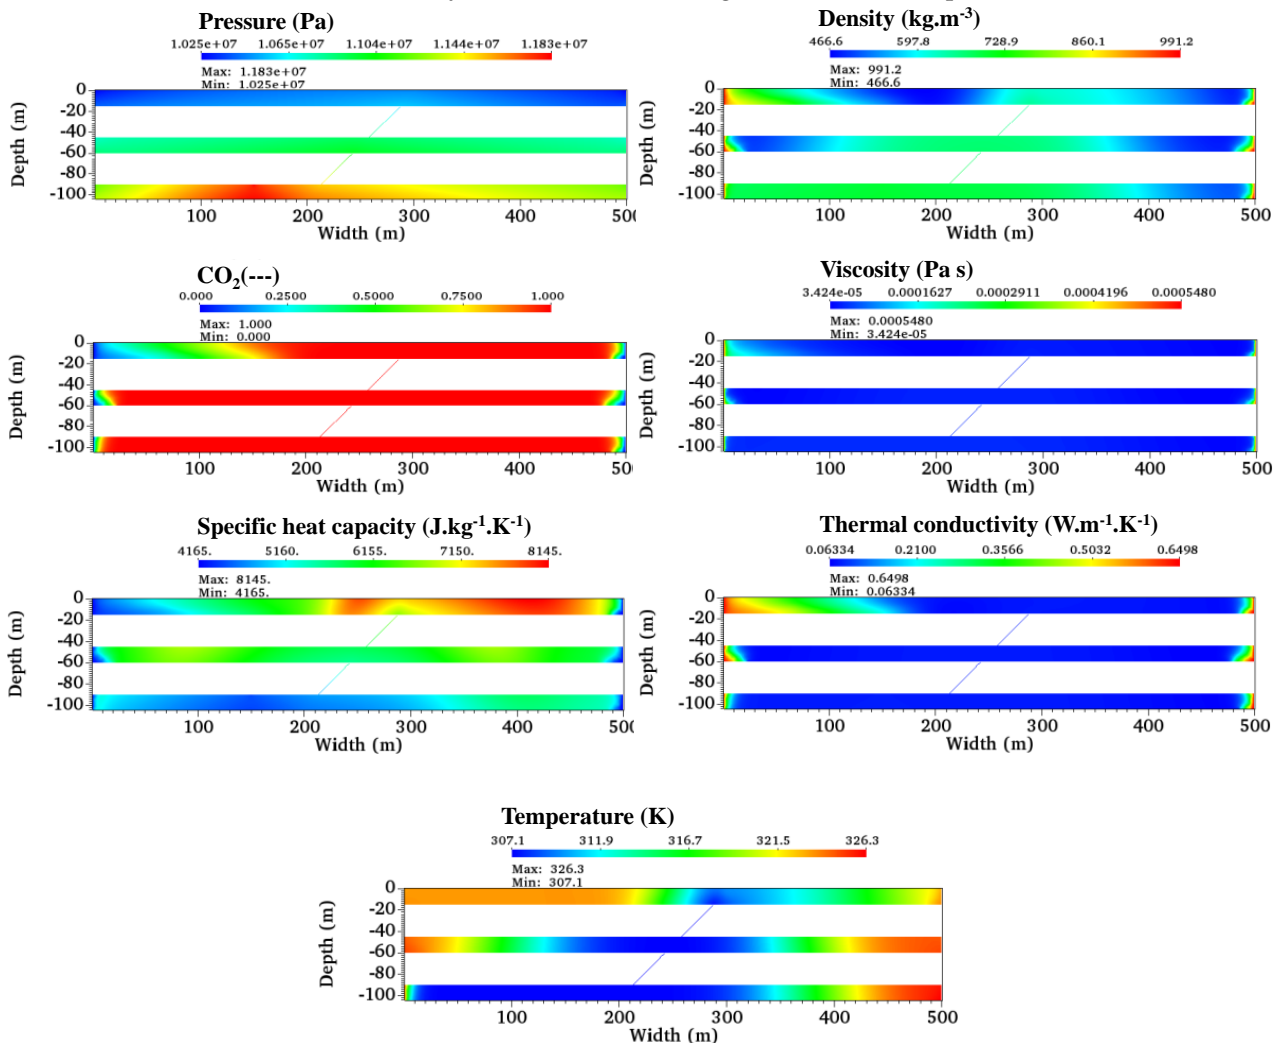 Pressure (Pa)
1.025e+07 1.065e+07 1.104e+07 1.144e+07 1.183e+07
Max: 1.183e+07
Min: 1.025e+07
Depth (m)
0
-20
-40
-60
-80
-100
100 200 300 400 50
Width (m)
Density (kg.m-3)
466.6 597.8 728.9 860.1 991.2
Max: 991.2
Min: 466.6
Depth (m)
0
-20
-40
-60
-80
-100
100 200 300 400 500
Width (m)
CO2(---)
0.000 0.2500 0.5000 0.7500 1.000
Max: 1.000
Min: 0.000
Depth (m)
0
-20
-40
-60
-80
-100
100 200 300 400 50
Width (m)
Viscosity (Pa s)
3.424e-05 0.0001627 0.0002911 0.0004196 0.0005480
Max: 0.0005480
Min: 3.424e-05
Depth (m)
0
-20
-40
-60
-80
-100
100 200 300 400 500
Width (m)
Specific heat capacity (J.kg-1.K-1)
4165. 5160. 6155. 7150. 8145.
Max: 8145.
Min: 4165.
Depth (m)
0
-20
-40
-60
-80
-100
100 200 300 400 50
Width (m)
Thermal conductivity (W.m-1.K-1)
0.06334 0.2100 0.3566 0.5032 0.6498
Max: 0.6498
Min: 0.06334
Depth (m)
0
-20
-40
-60
-80
-100
100 200 300 400 500
Width (m)
Temperature (K)
307.1 311.9 316.7 321.5 326.3
Max: 326.3
Min: 307.1
Depth (m)
0
-20
-40
-60
-80
-100
100 200 300 400 500
Width (m)